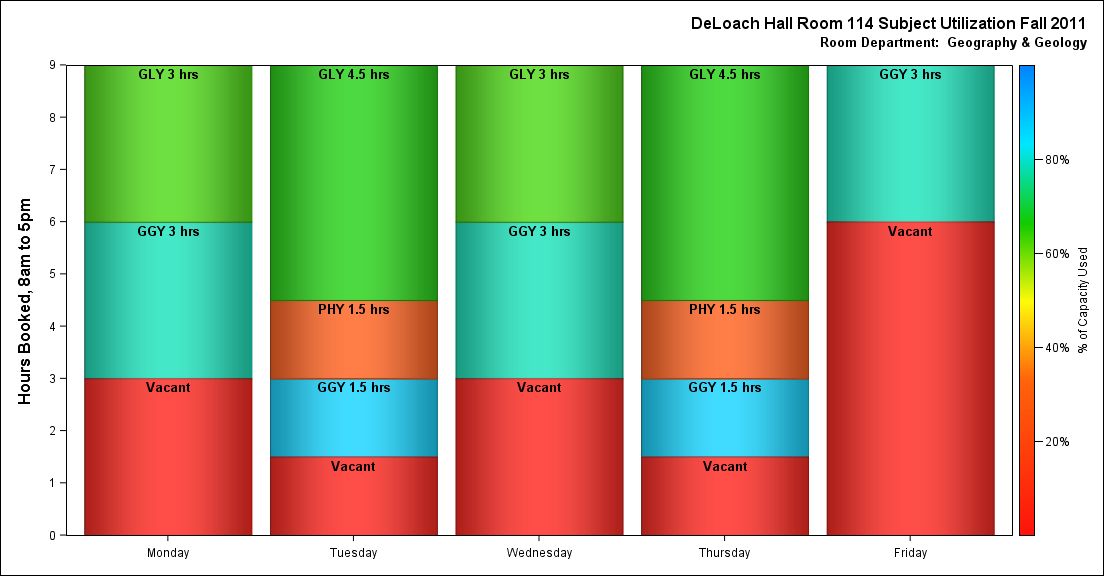 DeLoach Hall Room 114 Subject Utilization Fall 2011
Room Department:  Geography & Geology
Hours Booked, 8am to 5pm
9
8
7
6
5
4
3
2
1
0
GLY 3 hrs
GGY 3 hrs
Vacant
GLY 4.5 hrs
PHY 1.5 hrs
GGY 1.5 hrs
Vacant
GLY 3 hrs
GGY 3 hrs
Vacant
GLY 4.5 hrs
PHY 1.5 hrs
GGY 1.5 hrs
Vacant
GGY 3 hrs
Vacant
Monday
Tuesday
Wednesday
Thursday
Friday
80%
60%
40%
20%
% of Capacity Used